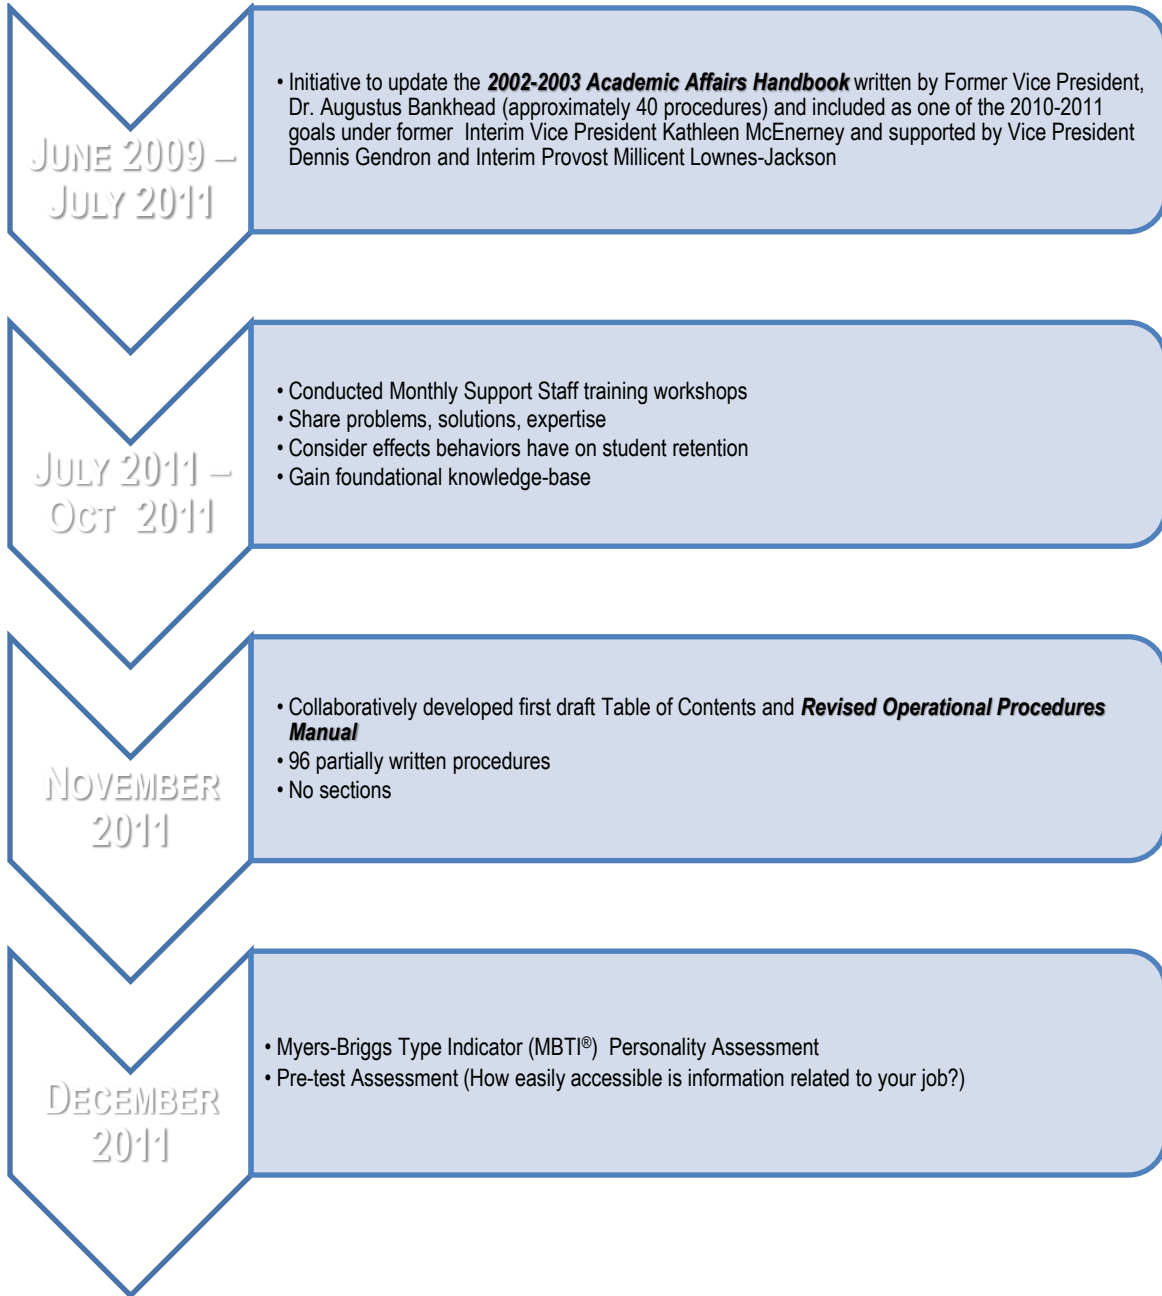 JUNE 2009 –
JULY 2011
• Initiative to update the 2002-2003 Academic Affairs Handbook written by Former Vice President,
Dr. Augustus Bankhead (approximately 40 procedures) and included as one of the 2010-2011
goals under former  Interim Vice President Kathleen McEnerney and supported by Vice President
Dennis Gendron and Interim Provost Millicent Lownes-Jackson
JULY 2011 –
OCT  2011
• Conducted Monthly Support Staff training workshops
• Share problems, solutions, expertise
• Consider effects behaviors have on student retention
• Gain foundational knowledge-base
NOVEMBER
2011
• Collaboratively developed first draft Table of Contents and Revised Operational Procedures
Manual
• 96 partially written procedures
• No sections
DECEMBER
2011
• Myers-Briggs Type Indicator (MBTI®)  Personality Assessment
• Pre-test Assessment (How easily accessible is information related to your job?)